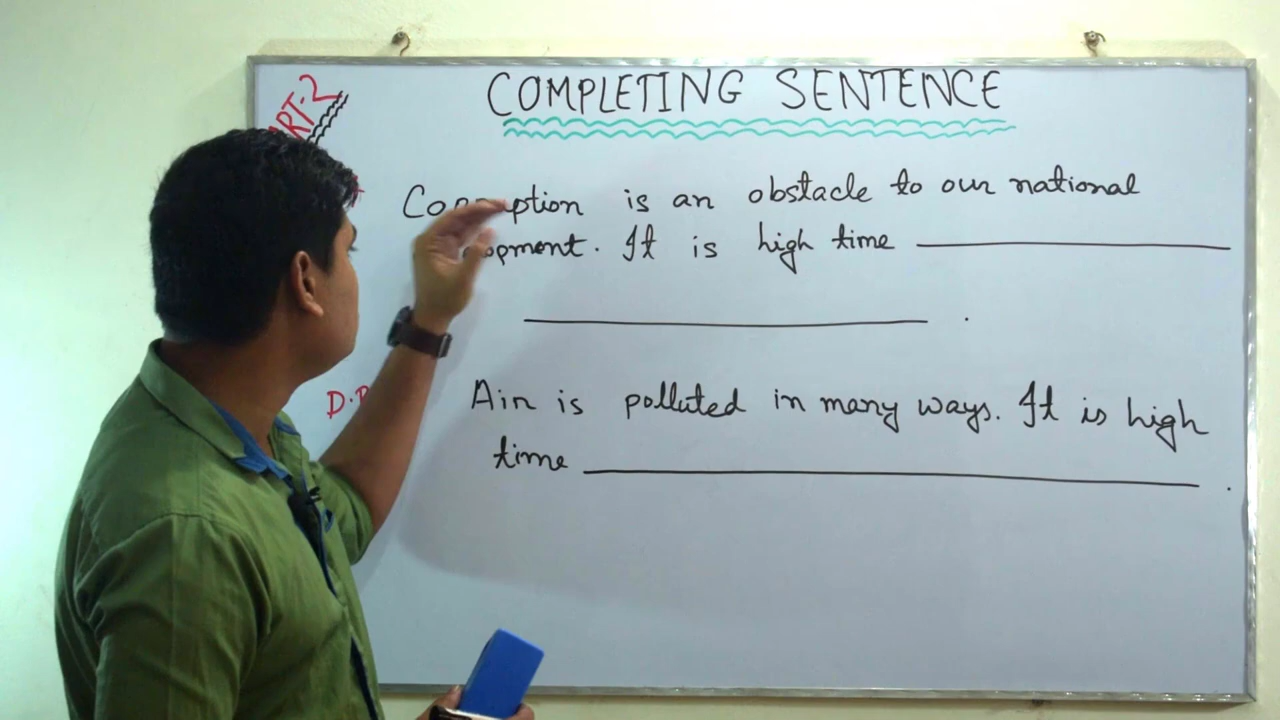 COMPLETING SENTENCE
is an obstacle to our national
It is high time
Air is polluted in many ways. It is high
time